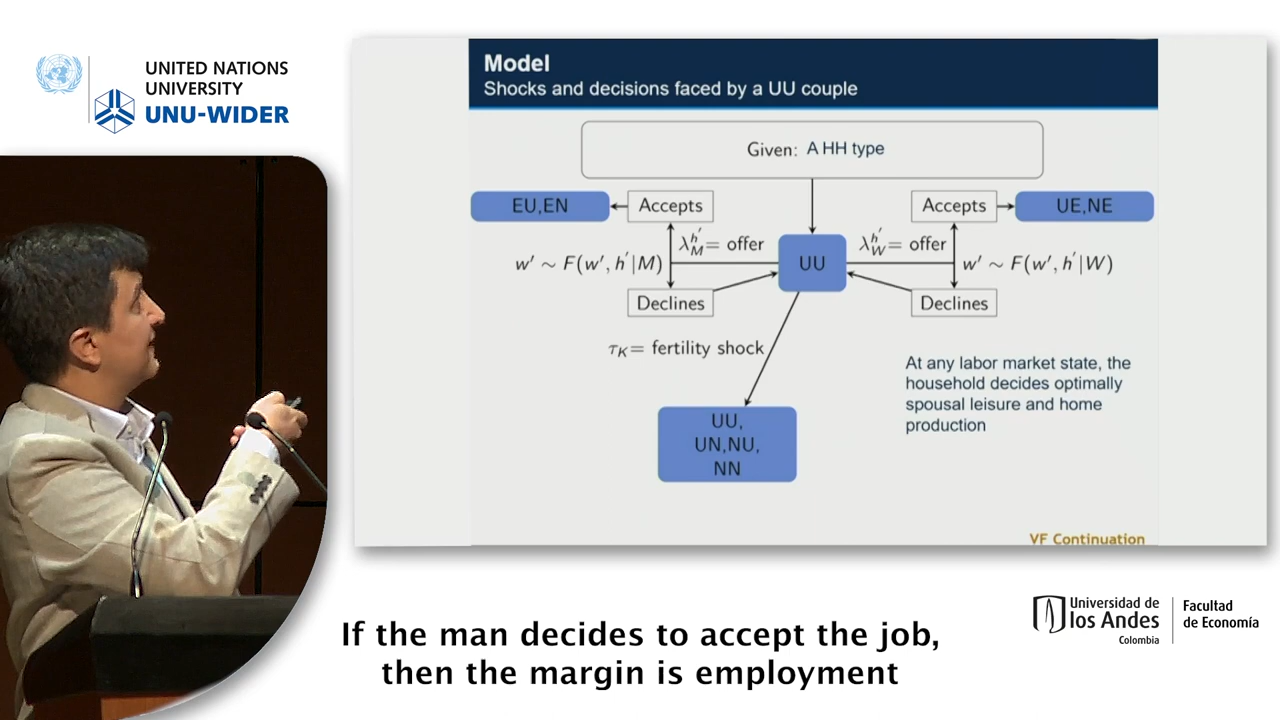 UNITED NATIONS
UNIVERSITY
UNU-WIDER
Model
Shocks and decisions faced by a UU couple
Given: A HH type
EU,EN
Accepts
Accepts
UE,NE
λ_M^{h'} = offer
λ_W^{h'} = offer
w' ∼ F(w', h'|M)
UU
w' ∼ F(w', h'|W)
Declines
Declines
τ_K = fertility shock
At any labor market state, the
household decides optimally
spousal leisure and home
production
UU,
UN,NU,
NN
VF Continuation
If the man decides to accept the job,
then the margin is employment
Universidad de
los Andes
Colombia
Facultad
de Economía